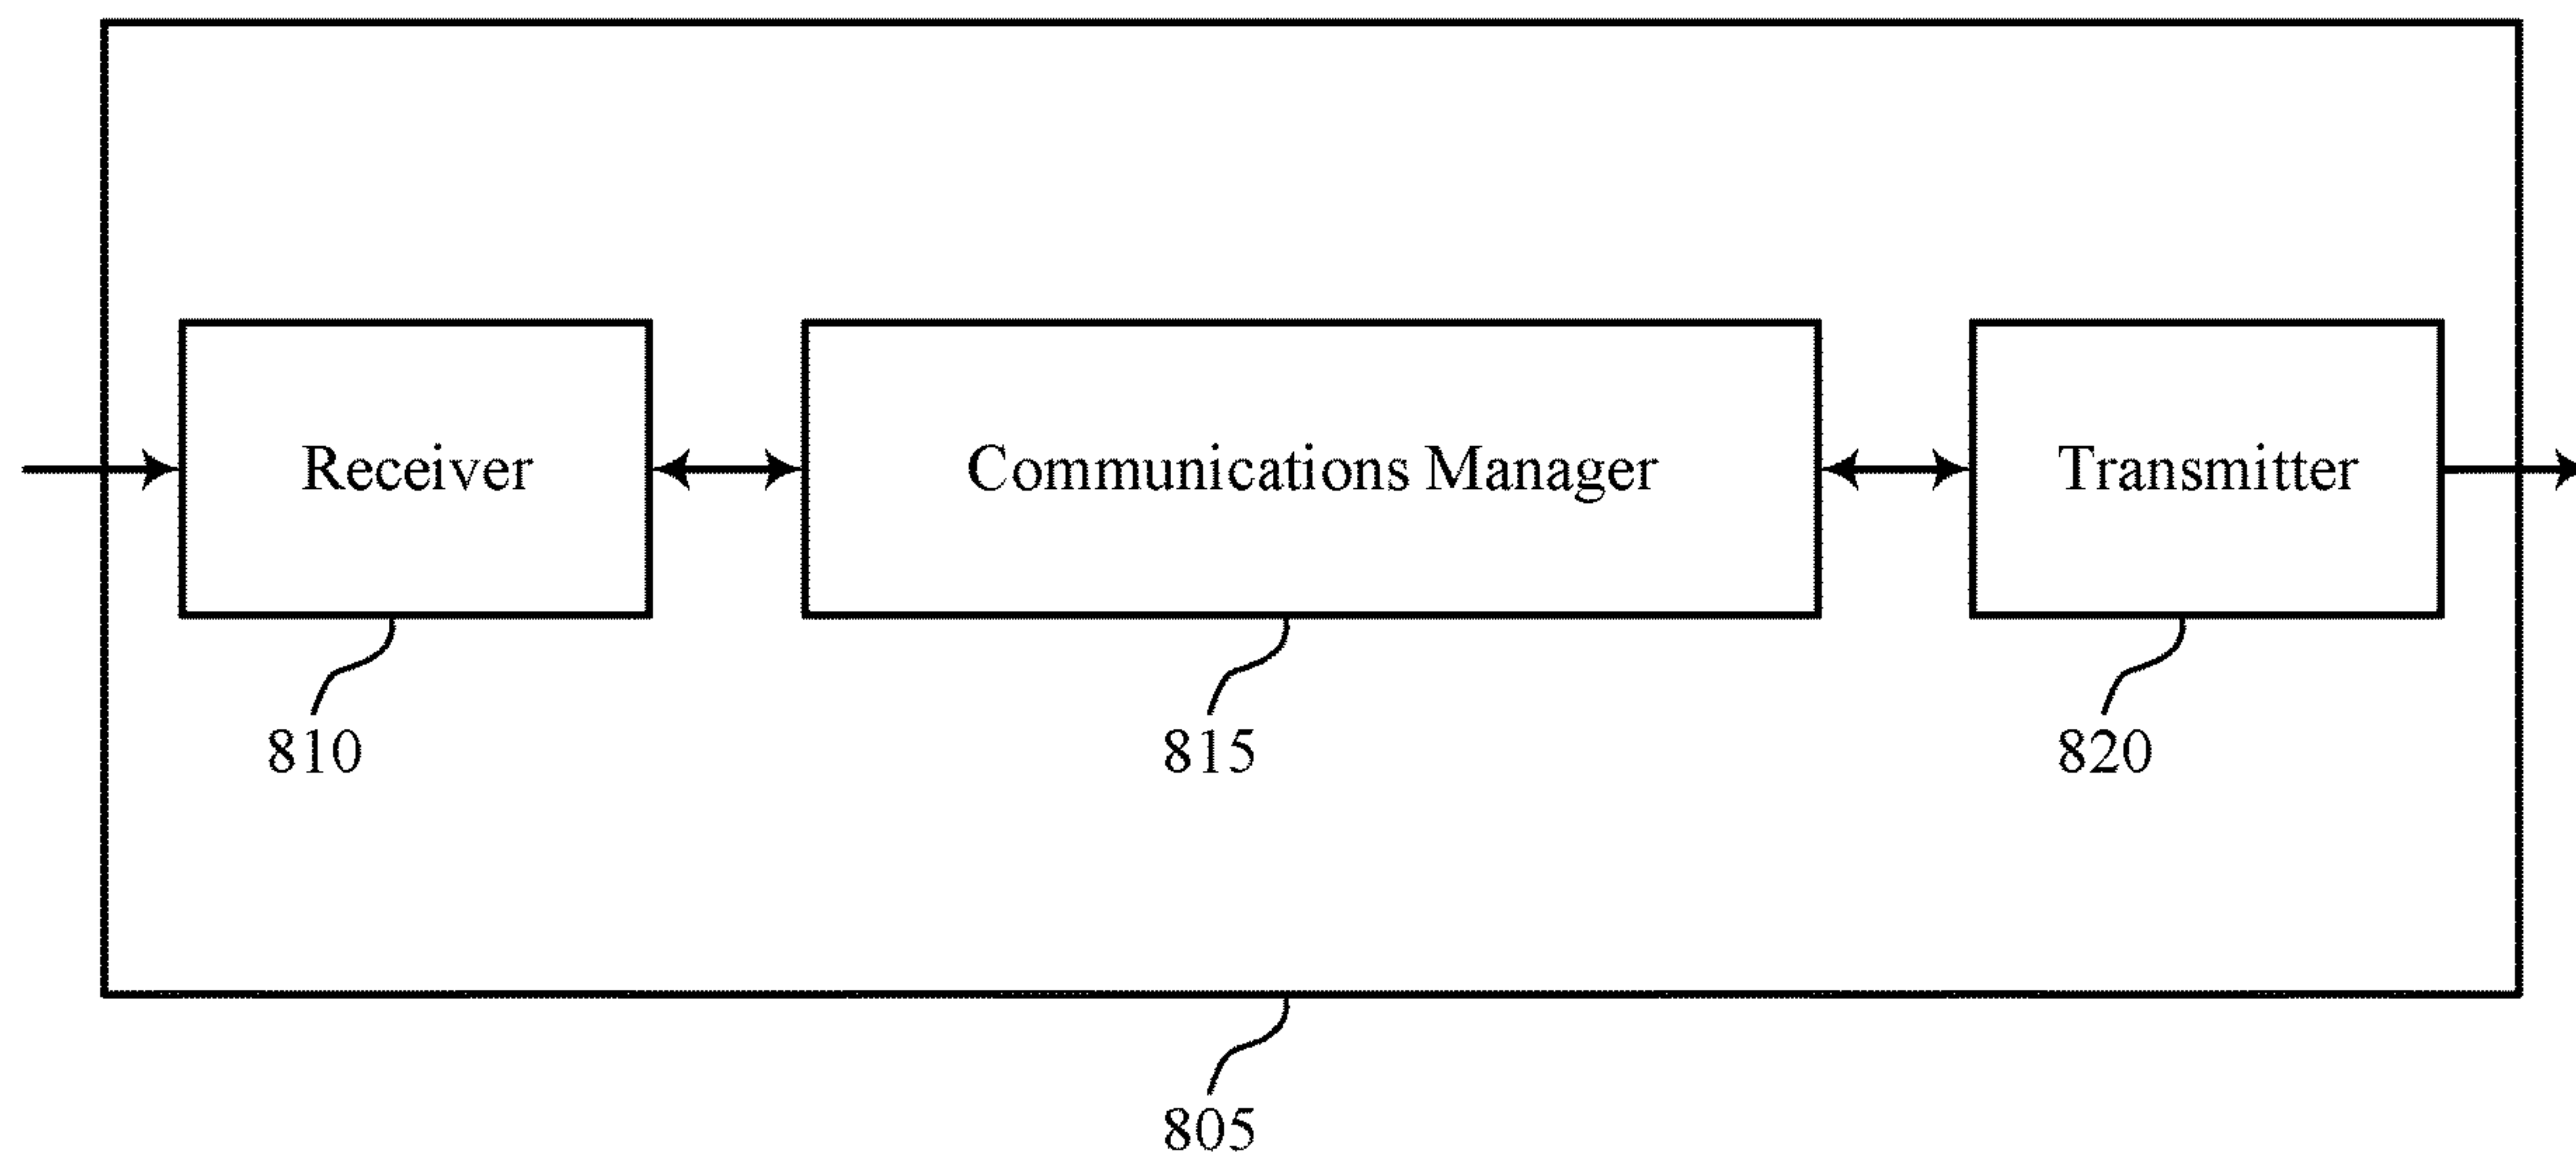 Receiver
Communications Manager
Transmitter
810
815
820
805